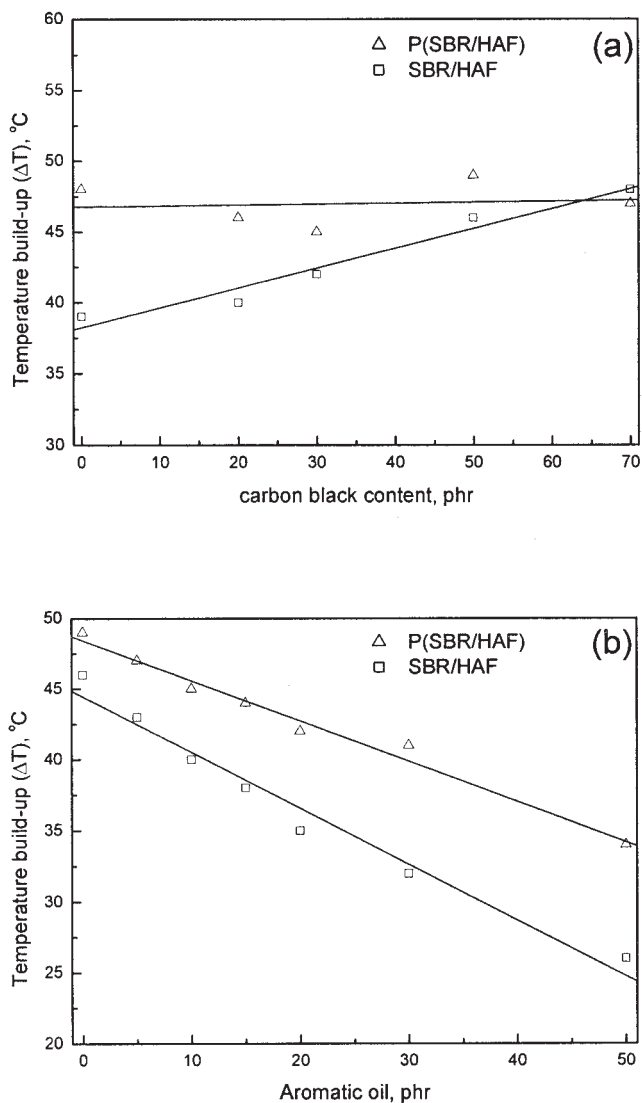 (a)
P(SBR/HAF)
SBR/HAF
Temperature build-up (ΔT), °C
60
55
50
45
40
35
30
0 10 20 30 40 50 60 70
carbon black content, phr
(b)
P(SBR/HAF)
SBR/HAF
Temperature build-up (ΔT), °C
50
45
40
35
30
25
20
0 10 20 30 40 50
Aromatic oil, phr